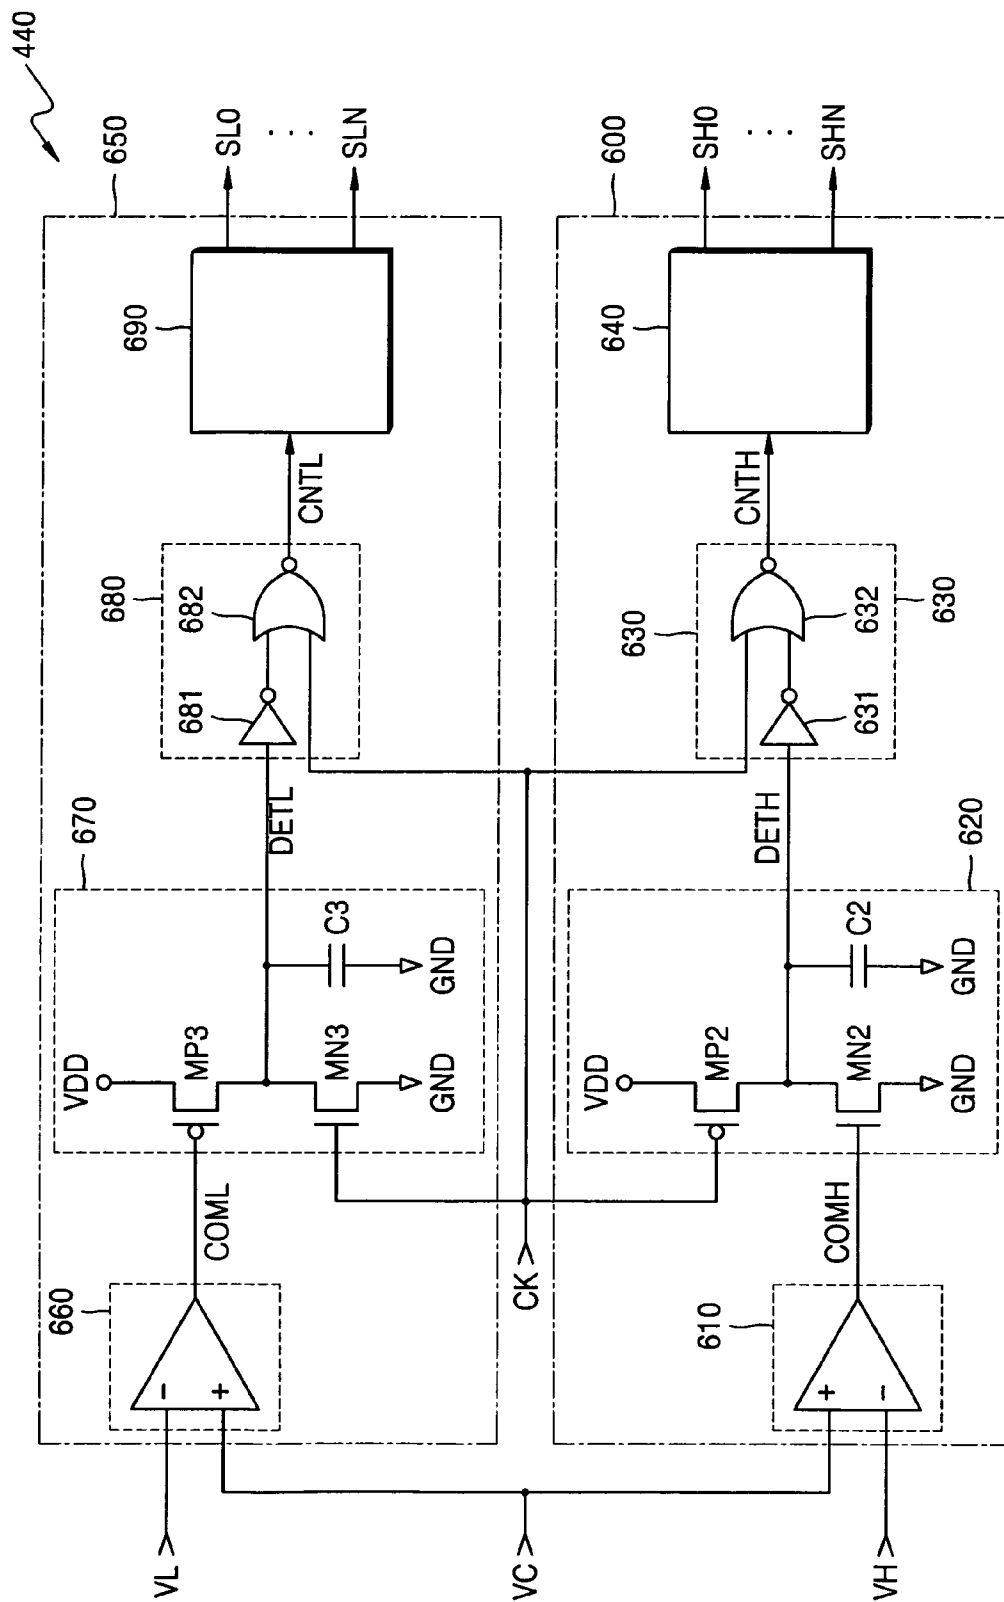 440
650
SL0
. . .
SLN
690
CNTL
680
682
681
DETL
670
VDD
MP3
MN3
C3
GND
GND
COML
660
-
+
VL
VC
CK
600
SH0
. . .
SHN
640
CNTH
630
632
630
631
DETH
620
VDD
MP2
MN2
C2
GND
GND
COMH
610
+
-
VH